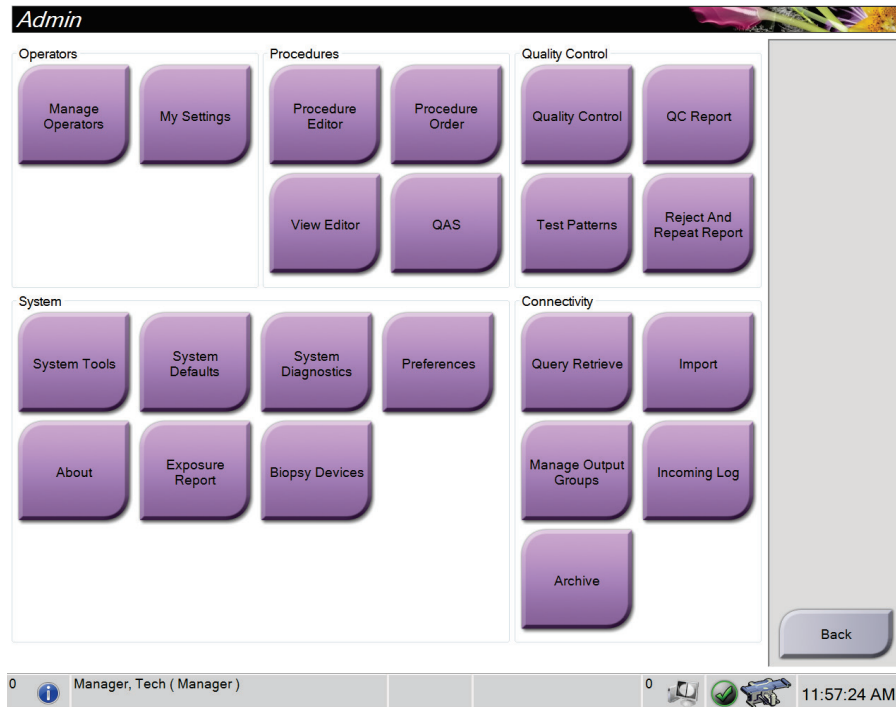 Admin
Operators
Manage
Operators
My Settings
Procedures
Procedure
Editor
Procedure
Order
View Editor
QAS
Quality Control
Quality Control
QC Report
Test Patterns
Reject And
Repeat Report
System
System Tools
System
Defaults
System
Diagnostics
Preferences
About
Exposure
Report
Biopsy Devices
Connectivity
Query Retrieve
Import
Manage Output
Groups
Incoming Log
Archive
Back
0
i
Manager, Tech ( Manager )
0
11:57:24 AM